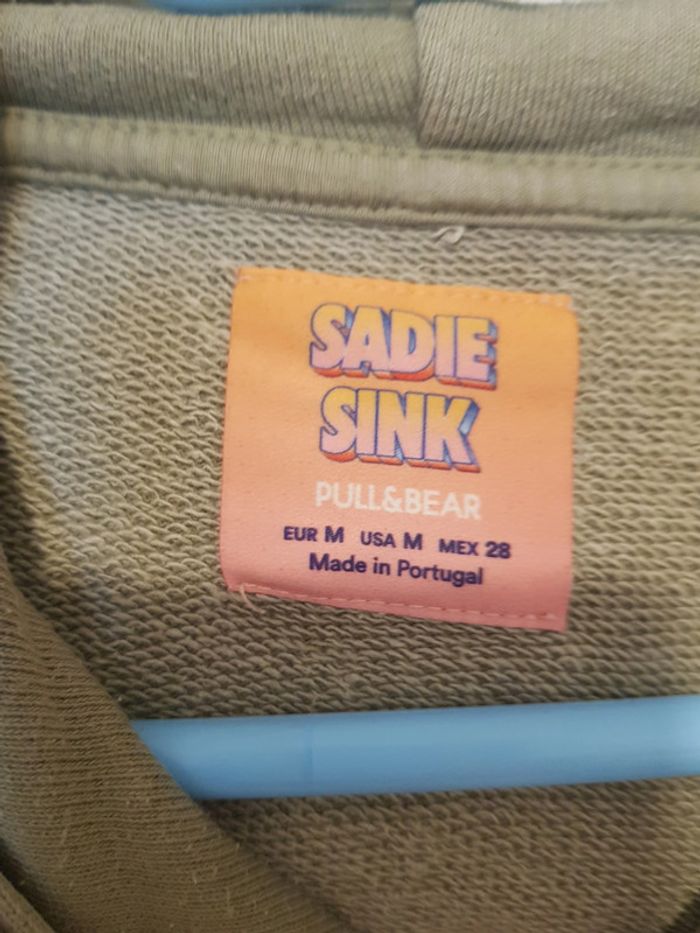 SADIE
SINK
PULL&BEAR
EUR M USA M MEX 28
Made in Portugal